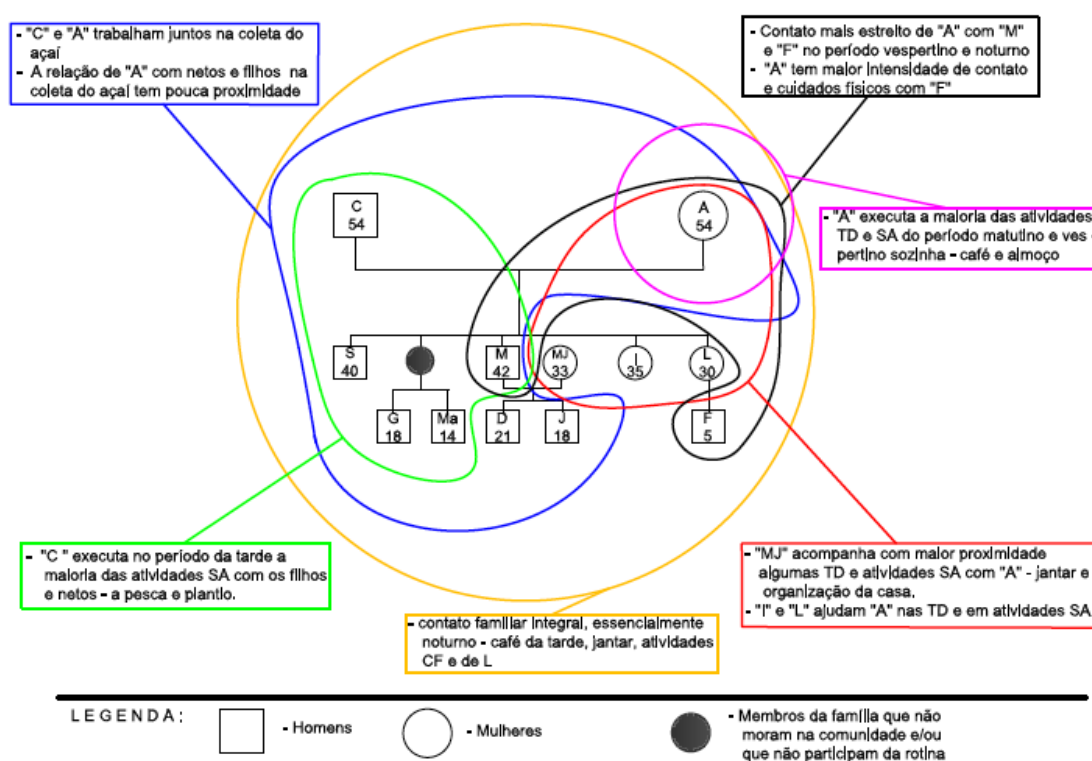 - "C" e "A" trabalham juntos na coleta do
açaí
- A relação de "A" com netos e filhos na
coleta do açaí tem pouca proximidade
- Contato mais estreito de "A" com "M"
e "F" no período vespertino e noturno
- "A" tem maior intensidade de contato
e cuidados físicos com "F"
- "A" executa a maioria das atividades
TD e SA do período matutino e ves
pertino sozinha - café e almoço
C
54
A
54
S
40
M
42
MJ
33
I
35
L
30
G
18
Ma
14
D
21
J
18
F
5
- "C " executa no período da tarde a
maioria das atividades SA com os filhos
e netos - a pesca e plantio.
- contato familiar integral, essencialmente
noturno - café da tarde, jantar, atividades
CF e de L
- "MJ" acompanha com maior proximidade
algumas TD e atividades SA com "A" - jantar e
organização da casa.
- "I" e "L" ajudam "A" nas TD e em atividades SA
LEGENDA:
- Homens
- Mulheres
- Membros da família que não
moram na comunidade e/ou
que não participam da rotina